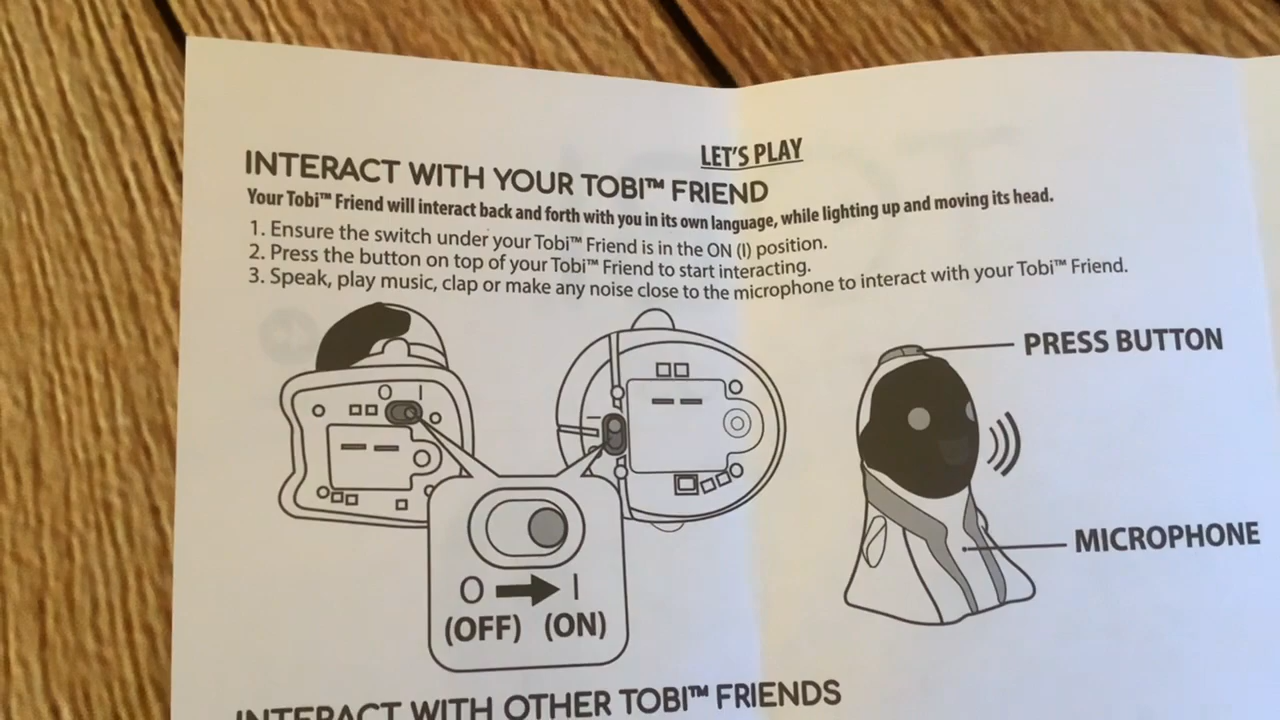 LET'S PLAY
INTERACT WITH YOUR TOBI™ FRIEND
Your Tobi™ Friend will interact back and forth with you in its own language, while lighting up and moving its head.
1. Ensure the switch under your Tobi™ Friend is in the ON (I) position.
2. Press the button on top of your Tobi™ Friend to start interacting.
3. Speak, play music, clap or make any noise close to the microphone to interact with your Tobi™ Friend.
O I
PRESS BUTTON
MICROPHONE
O I
(OFF) (ON)
INTERACT WITH OTHER TOBI™ FRIENDS